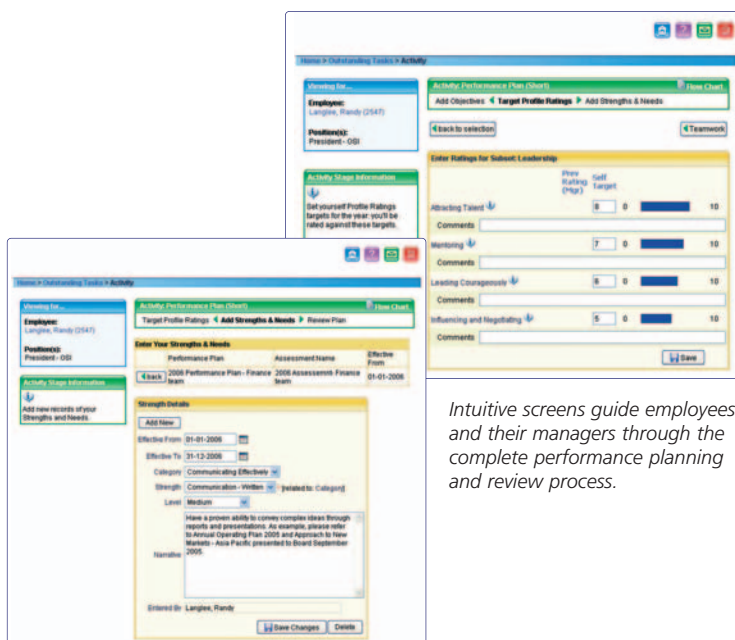 Home > Outstanding Tasks > Activity
Viewing for...
Employee:
Langlee, Randy (2547)
Position(s):
President - OSI
Activity Stage Information
Set yourself Profile Ratings
targets for the year: you'll be
rated against these targets.
Activity: Performance Plan (Short)
Flow Chart
Add Objectives Target Profile Ratings Add Strengths & Needs
back to selection
Teamwork
Enter Ratings for Subset: Leadership
Prev
Rating
(Mgr)
Self
Target
Attracting Talent 8 0 10
Comments
Mentoring 7 0 10
Comments
Leading Courageously 6 0 10
Comments
Influencing and Negotiating 5 0 10
Comments
Save
Home > Outstanding Tasks > Activity
Viewing for...
Employee:
Langlee, Randy (2547)
Position(s):
President - OSI
Activity Stage Information
Add new records of your
Strengths and Needs.
Activity: Performance Plan (Short)
Flow Chart
Target Profile Ratings Add Strengths & Needs Review Plan
Enter Your Strengths & Needs
Performance Plan Assessment Name Effective From
back 2006 Performance Plan - Finance team 2006 Assessemnt- Finance team 01-01-2006
Strength Details
Add New
Effective From 01-01-2006
Effective To 31-12-2006
Category Communicating Effectively
Strength Communication - Written [related to: Category]
Level Medium
Narrative
Have a proven ability to convey complex ideas through
reports and presentations. As example, please refer
to Annual Operating Plan 2005 and Approach to New
Markets - Asia Pacific presented to Board September
2005.
Entered By Langlee, Randy
Save Changes Delete
Intuitive screens guide employees
and their managers through the
complete performance planning
and review process.